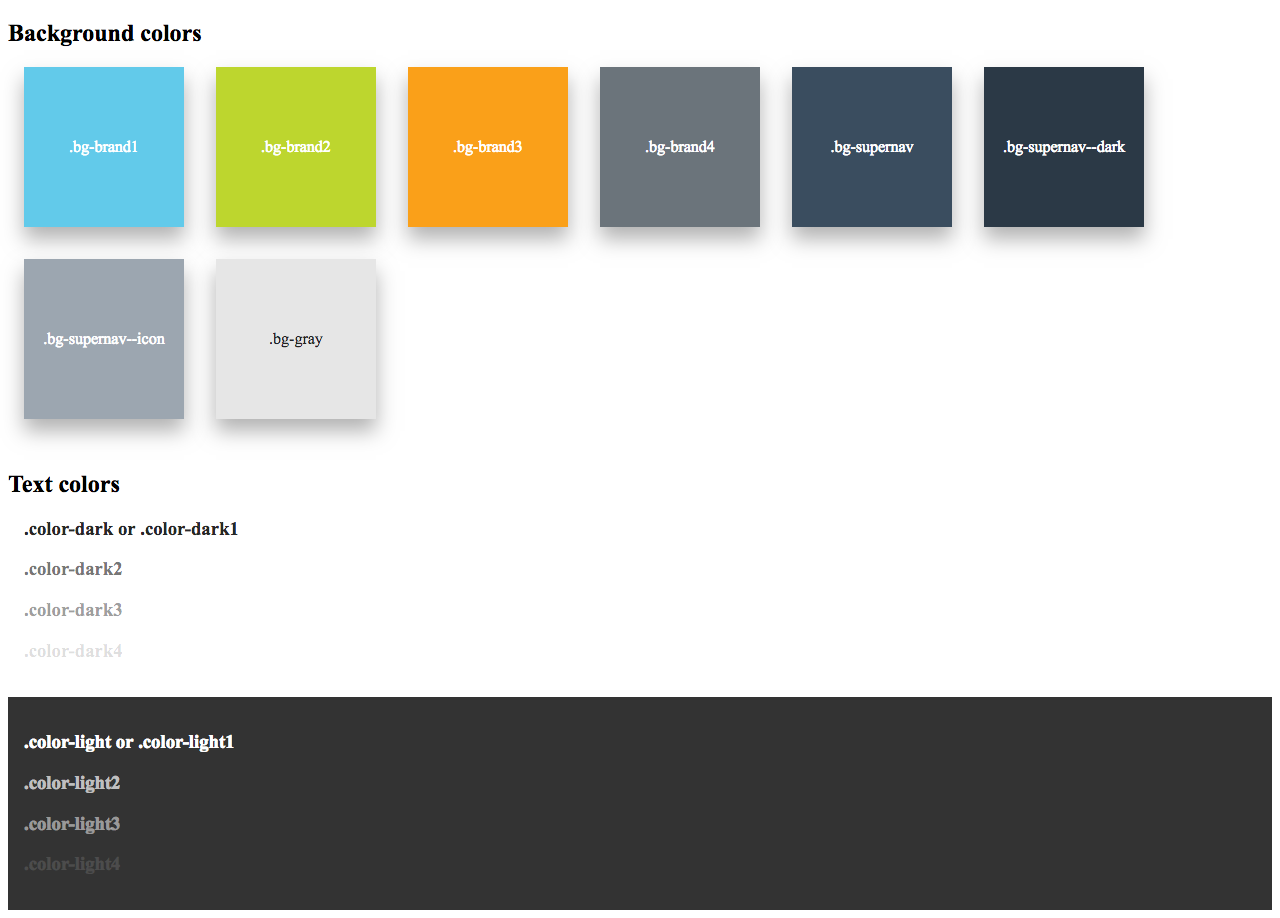 Background colors
.bg-brand1
.bg-brand2
.bg-brand3
.bg-brand4
.bg-supernav
.bg-supernav--dark
.bg-supernav--icon
.bg-gray
Text colors
.color-dark or .color-dark1
.color-dark2
.color-dark3
.color-dark4
.color-light or .color-light1
.color-light2
.color-light3
.color-light4